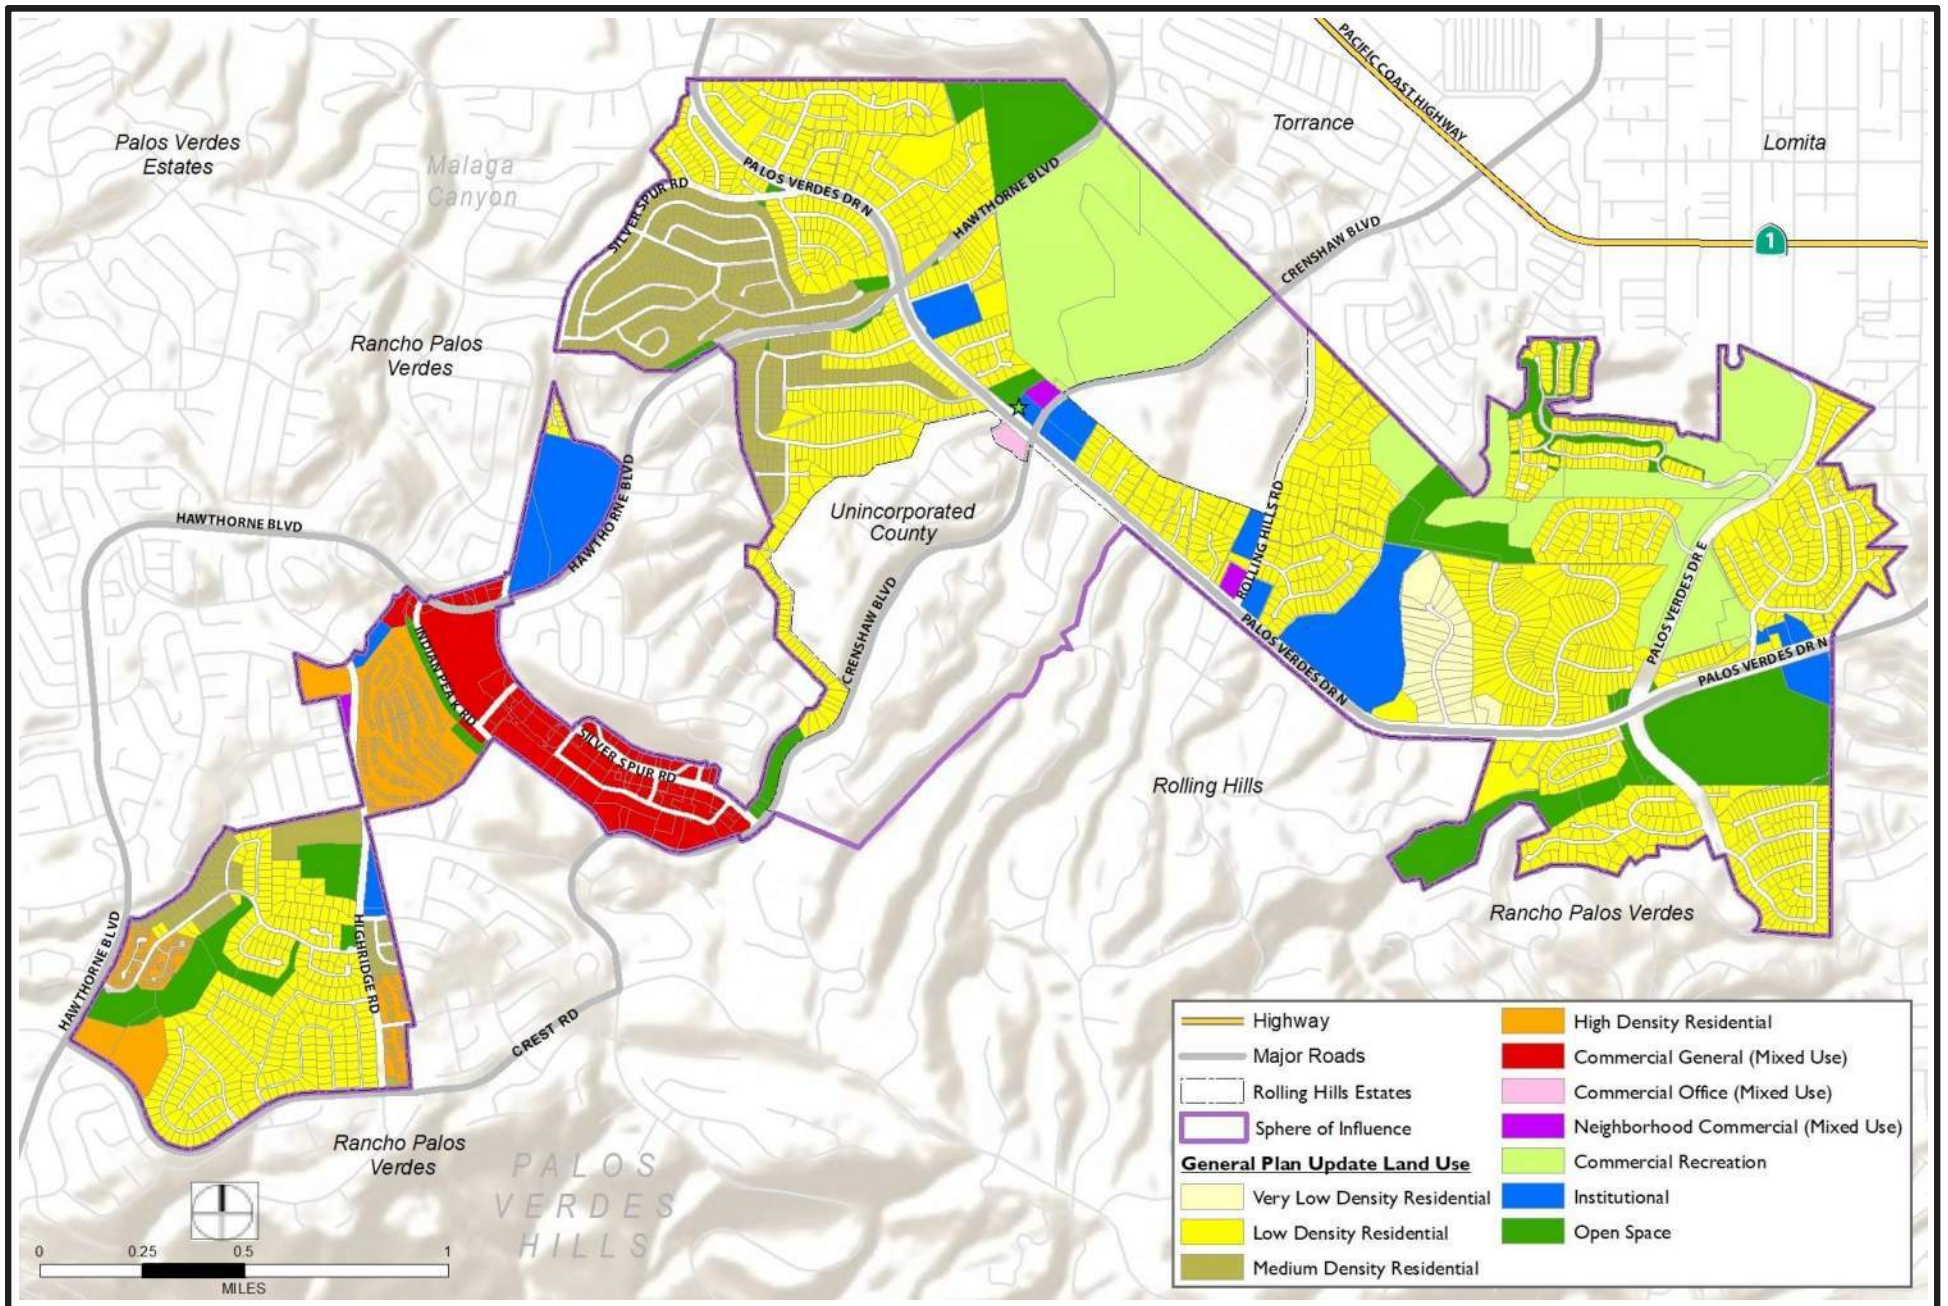 PACIFIC COAST HIGHWAY
Torrance
Lomita
Palos Verdes
Estates
Malaga
Canyon
PALOS VERDES DR N
SILVER SPUR RD
HAWTHORNE BLVD
CRENSHAW BLVD
1
Rancho Palos
Verdes
HAWTHORNE BLVD
HAWTHORNE BLVD
Unincorporated
County
ROLLING HILLS RD
PALOS VERDES DR E
CRENSHAW BLVD
PALOS VERDES DR N
PALOS VERDES DR N
INDIAN PEAK RD
SILVER SPUR RD
Rolling Hills
Rancho Palos Verdes
HAWTHORNE BLVD
HIGHRIDGE RD
CREST RD
Rancho Palos
Verdes
PALOS
VERDES
HILLS
0 0.25 0.5 1
MILES
Highway
Major Roads
Rolling Hills Estates
Sphere of Influence
General Plan Update Land Use
Very Low Density Residential
Low Density Residential
Medium Density Residential
High Density Residential
Commercial General (Mixed Use)
Commercial Office (Mixed Use)
Neighborhood Commercial (Mixed Use)
Commercial Recreation
Institutional
Open Space